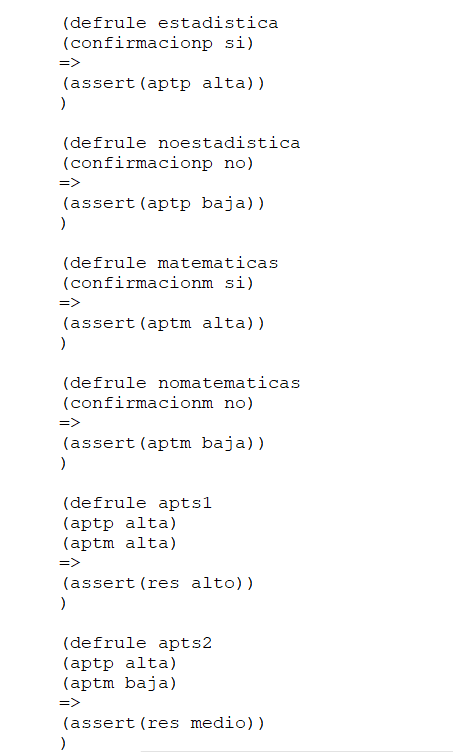 (defrule estadistica
(confirmacionp si)
=>
(assert(aptp alta))
)
(defrule noestadistica
(confirmacionp no)
=>
(assert(aptp baja))
)
(defrule matematicas
(confirmacionm si)
=>
(assert(aptm alta))
)
(defrule nomatematicas
(confirmacionm no)
=>
(assert(aptm baja))
)
(defrule apts1
(aptp alta)
(aptm alta)
=>
(assert(res alto))
)
(defrule apts2
(aptp alta)
(aptm baja)
=>
(assert(res medio))
)